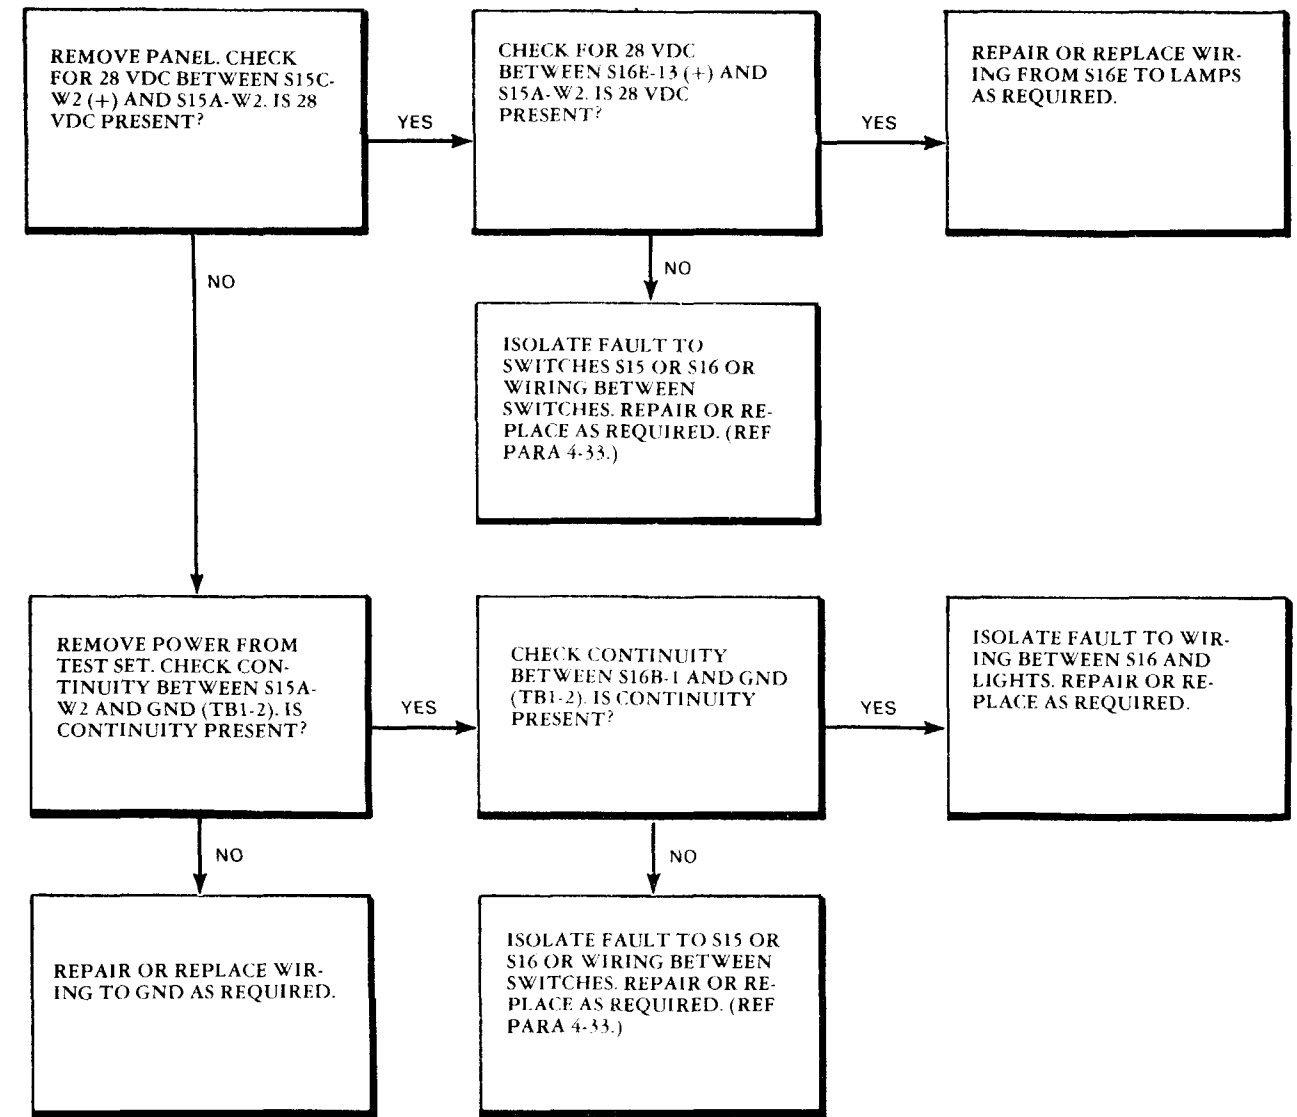 REMOVE PANEL. CHECK
FOR 28 VDC BETWEEN S15C-
W2 (+) AND S15A-W2. IS 28
VDC PRESENT?
YES
CHECK FOR 28 VDC
BETWEEN S16E-13 (+) AND
S15A-W2. IS 28 VDC
PRESENT?
YES
REPAIR OR REPLACE WIR-
ING FROM S16E TO LAMPS
AS REQUIRED.
NO
NO
ISOLATE FAULT TO
SWITCHES S15 OR S16 OR
WIRING BETWEEN
SWITCHES. REPAIR OR RE-
PLACE AS REQUIRED. (REF
PARA 4-33.)
REMOVE POWER FROM
TEST SET. CHECK CON-
TINUITY BETWEEN S15A-
W2 AND GND (TB1-2). IS
CONTINUITY PRESENT?
YES
CHECK CONTINUITY
BETWEEN S16B-1 AND GND
(TB1-2). IS CONTINUITY
PRESENT?
YES
ISOLATE FAULT TO WIR-
ING BETWEEN S16 AND
LIGHTS. REPAIR OR RE-
PLACE AS REQUIRED.
NO
NO
REPAIR OR REPLACE WIR-
ING TO GND AS REQUIRED.
ISOLATE FAULT TO S15 OR
S16 OR WIRING BETWEEN
SWITCHES. REPAIR OR RE-
PLACE AS REQUIRED. (REF
PARA 4-33.)